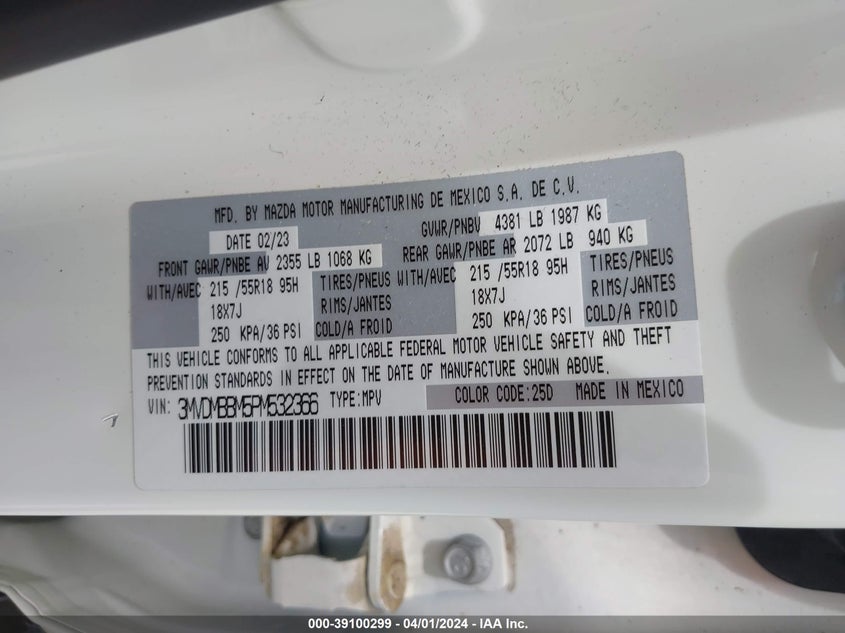 MFD. BY MAZDA MOTOR MANUFACTURING DE MEXICO S.A. DE C.V.
DATE 02/23 GVWR/PNBV 4381 LB 1987 KG
FRONT GAWR/PNBE AV 2355 LB 1068 KG REAR GAWR/PNBE AR 2072 LB 940 KG
WITH/AVEC 215 /55R18 95H TIRES/PNEUS WITH/AVEC 215 /55R18 95H TIRES/PNEUS
18X7J RIMS/JANTES 18X7J RIMS/JANTES
250 KPA/36 PSI COLD/A FROID 250 KPA/36 PSI COLD/A FROID
THIS VEHICLE CONFORMS TO ALL APPLICABLE FEDERAL MOTOR VEHICLE SAFETY AND THEFT
PREVENTION STANDARDS IN EFFECT ON THE DATE OF MANUFACTURE SHOWN ABOVE.
VIN: 3MVDMBBM5PM532366 TYPE:MPV COLOR CODE:25D MADE IN MEXICO
000-39100299 - 04/01/2024 - IAA Inc.